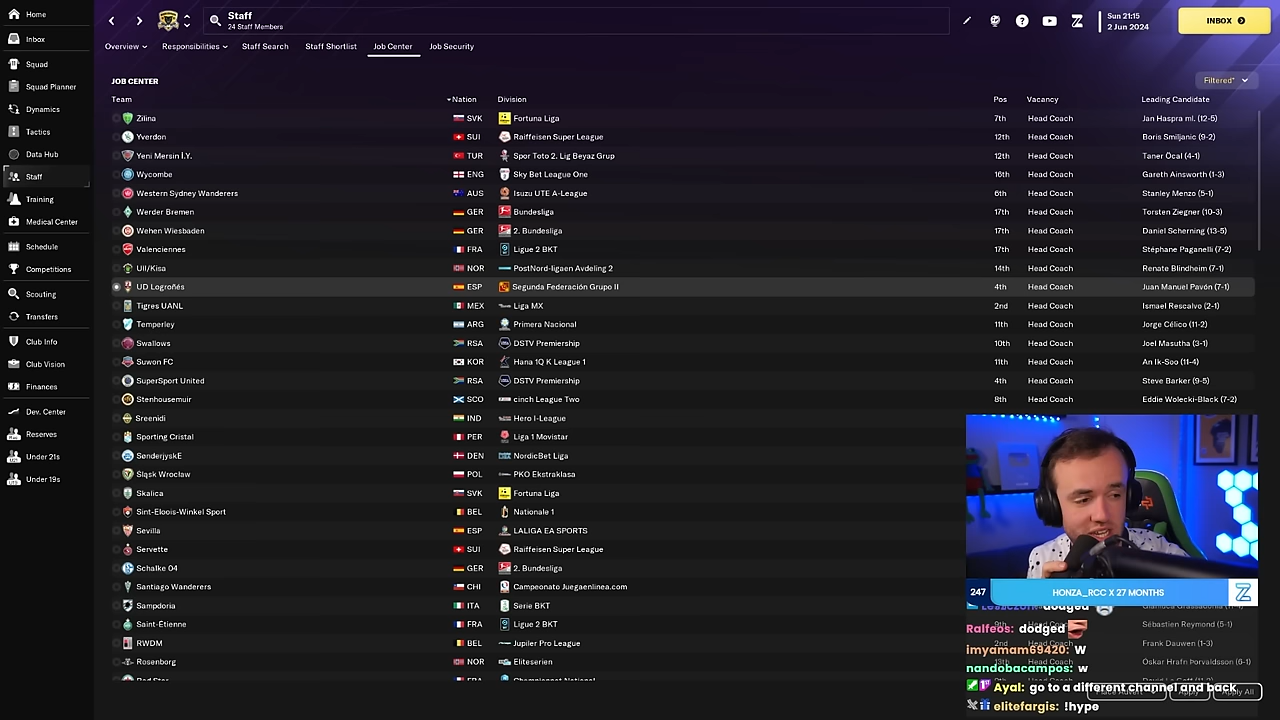 Home
Inbox
Squad
Squad Planner
Dynamics
Tactics
Data Hub
Staff
Training
Medical Center
Schedule
Competitions
Scouting
Transfers
Club Info
Club Vision
Finances
Dev. Center
Reserves
Under 21s
Under 19s
Staff
24 Staff Members
Sun 21:15
2 Jun 2024
INBOX
Overview Responsibilities Staff Search Staff Shortlist Job Center Job Security
JOB CENTER
Filtered*
Team Nation Division Pos Vacancy Leading Candidate
Zilina SVK Fortuna Liga 7th Head Coach Jan Haspra ml. (12-5)
Yverdon SUI Raiffeisen Super League 12th Head Coach Boris Smiljanic (9-2)
Yeni Mersin İ.Y. TUR Spor Toto 2. Lig Beyaz Grup 12th Head Coach Taner Öcal (4-1)
Wycombe ENG Sky Bet League One 16th Head Coach Gareth Ainsworth (1-3)
Western Sydney Wanderers AUS Isuzu UTE A-League 6th Head Coach Stanley Menzo (5-1)
Werder Bremen GER Bundesliga 17th Head Coach Torsten Ziegner (10-3)
Wehen Wiesbaden GER 2. Bundesliga 17th Head Coach Daniel Scherning (13-5)
Valenciennes FRA Ligue 2 BKT 17th Head Coach Stéphane Paganelli (7-2)
Ull/Kisa NOR PostNord-ligaen Avdeling 2 14th Head Coach Renate Blindheim (7-1)
UD Logroñés ESP Segunda Federación Grupo II 4th Head Coach Juan Manuel Pavón (7-1)
Tigres UANL MEX Liga MX 2nd Head Coach Ismael Rescalvo (2-1)
Temperley ARG Primera Nacional 11th Head Coach Jorge Célico (11-2)
Swallows RSA DSTV Premiership 10th Head Coach Joel Masutha (3-1)
Suwon FC KOR Hana 1Q K League 1 11th Head Coach An Ik-Soo (11-4)
SuperSport United RSA DSTV Premiership 4th Head Coach Steve Barker (9-5)
Stenhousemuir SCO cinch League Two 8th Head Coach Eddie Wolecki-Black (7-2)
Sreenidi IND Hero I-League
Sporting Cristal PER Liga 1 Movistar
SønderjyskE DEN NordicBet Liga
Śląsk Wrocław POL PKO Ekstraklasa
Skalica SVK Fortuna Liga
Sint-Eloois-Winkel Sport BEL Nationale 1
Sevilla ESP LALIGA EA SPORTS
Servette SUI Raiffeisen Super League
Schalke 04 GER 2. Bundesliga
Santiago Wanderers CHI Campeonato Juegaenlinea.com
Sampdoria ITA Serie BKT
Saint-Étienne FRA Ligue 2 BKT Sébastien Reymond (5-1)
RWDM BEL Jupiler Pro League 2nd Frank Dauwen (1-3)
Rosenborg NOR Eliteserien 13th Óskar Hrafn Þorvaldsson (6-1)
247 HONZA_RCC X 27 MONTHS
dodged
Ralfeos: dodged
imyamam69420: W
nandobacampos: w
Ayal: go to a different channel and back
elitefargis: !hype
Place Advert Apply Apply All